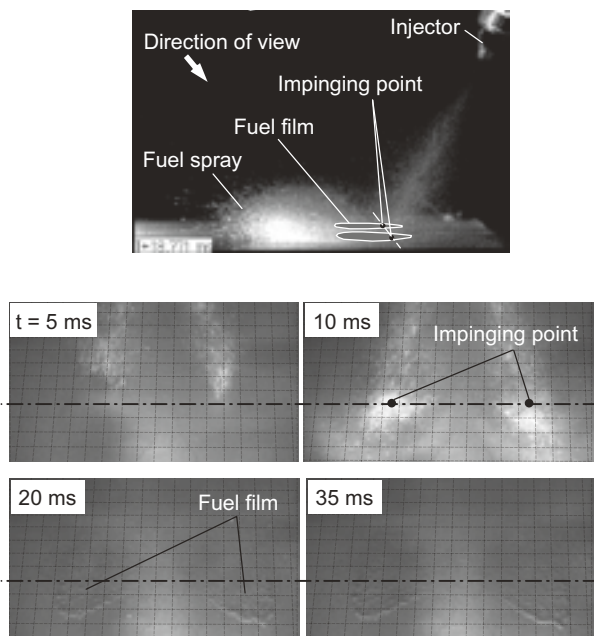 Injector
Direction of view
Impinging point
Fuel film
Fuel spray
t = 5 ms
10 ms
Impinging point
20 ms
Fuel film
35 ms